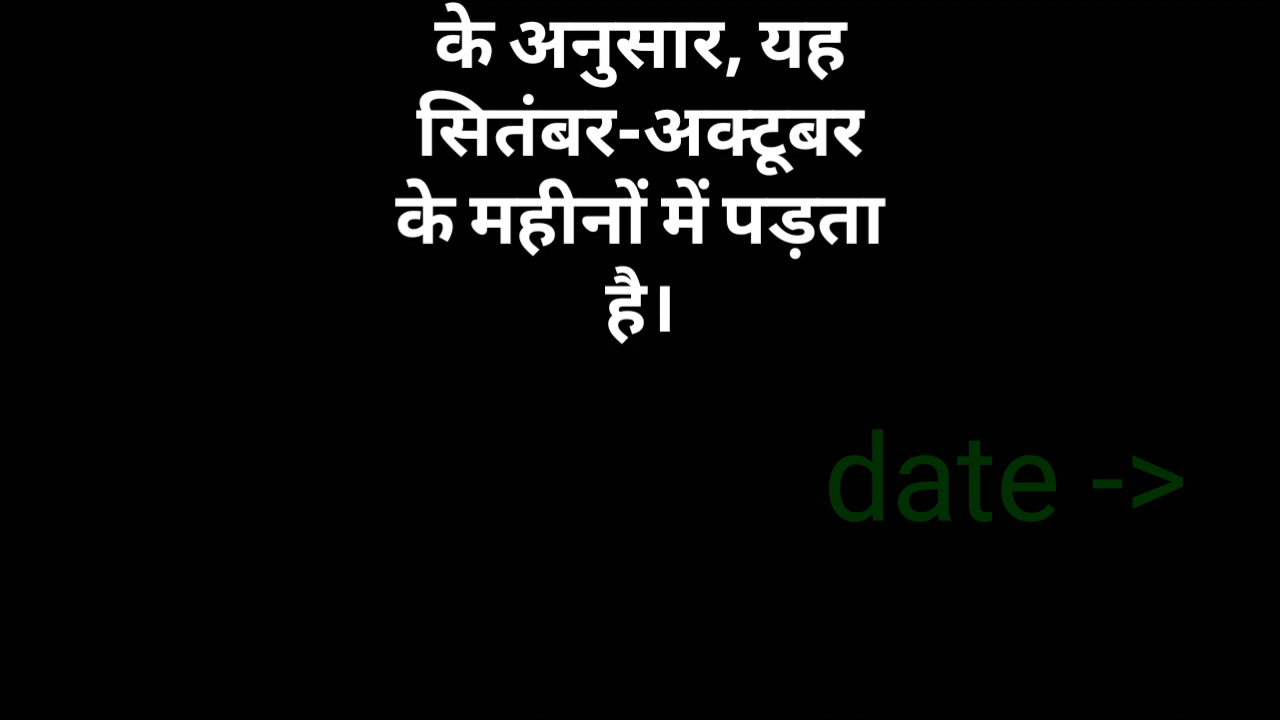 के अनुसार, यह
सितंबर-अक्टूबर
के महीनों में पड़ता
है।
date ->